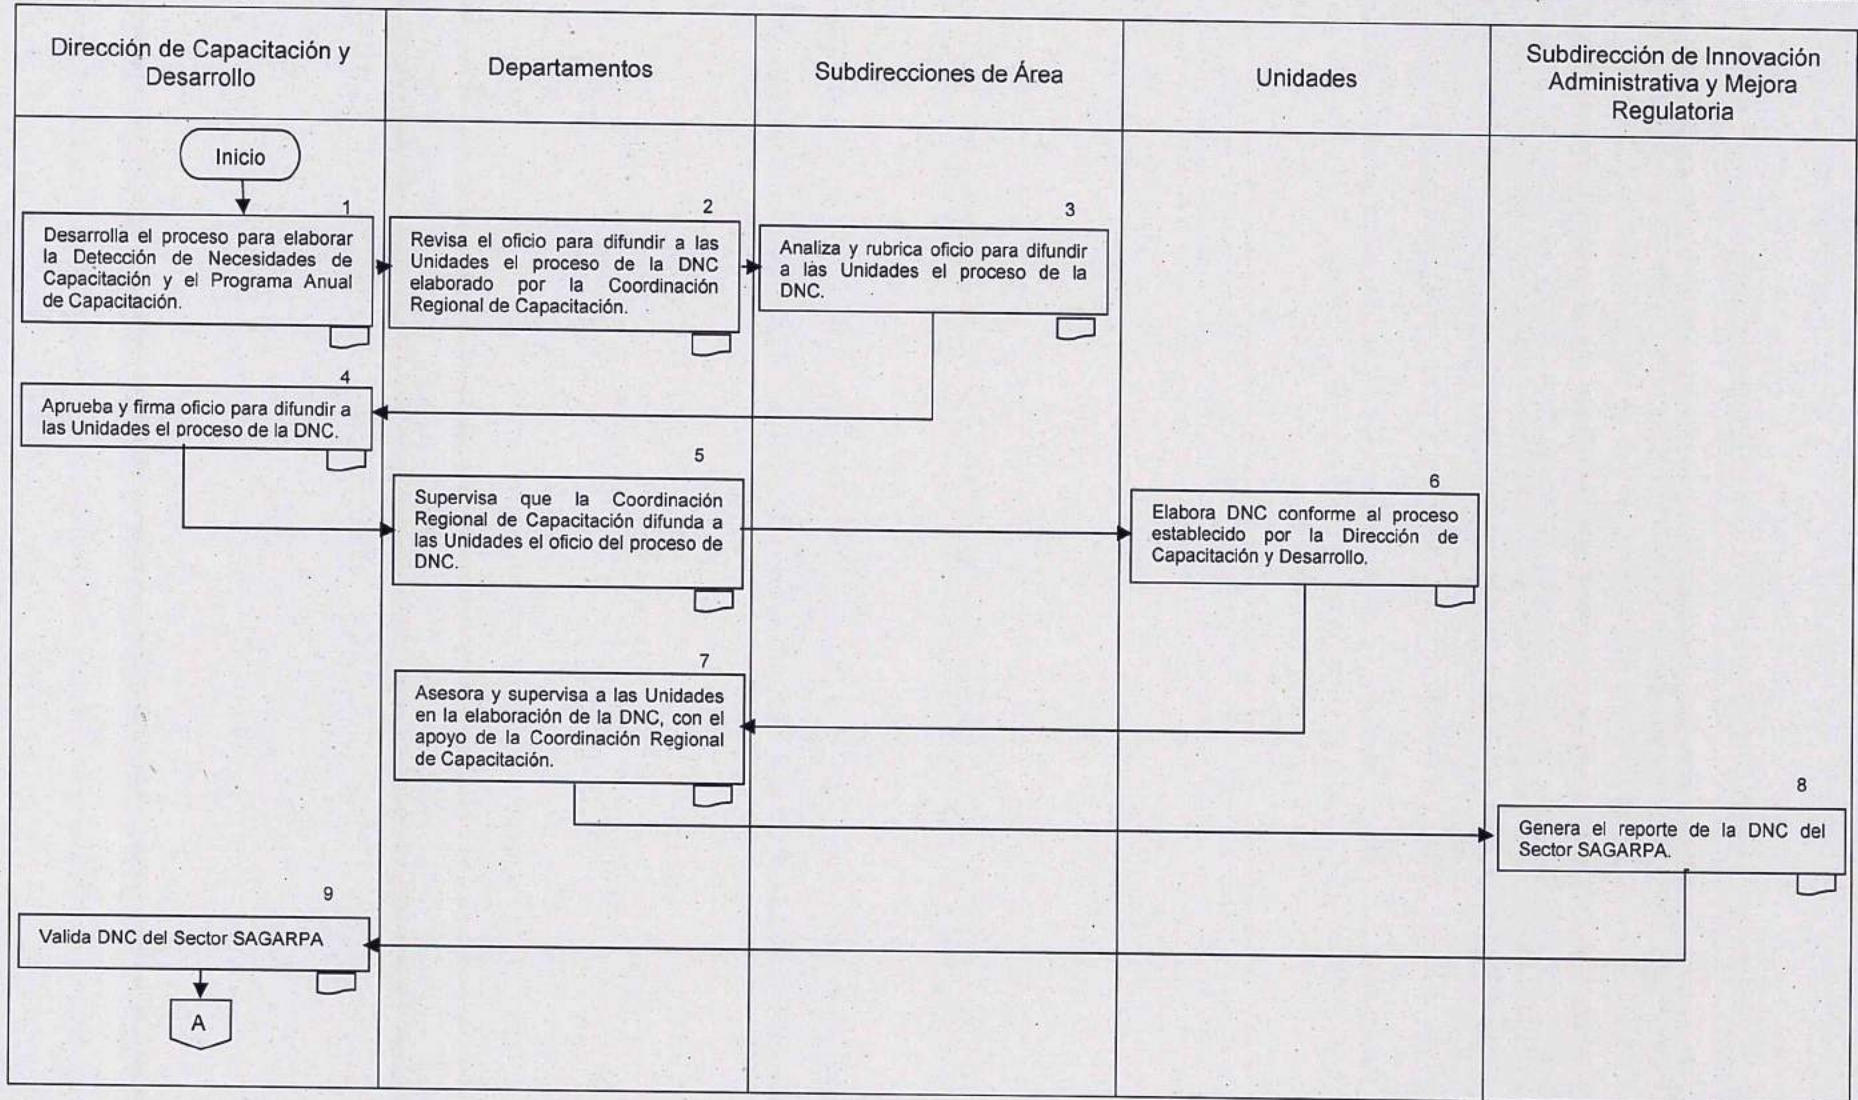 Dirección de Capacitación y
Desarrollo
Departamentos
Subdirecciones de Área
Unidades
Subdirección de Innovación
Administrativa y Mejora
Regulatoria
Inicio
1
Desarrolla el proceso para elaborar
la Detección de Necesidades de
Capacitación y el Programa Anual
de Capacitación.
2
Revisa el oficio para difundir a las
Unidades el proceso de la DNC
elaborado por la Coordinación
Regional de Capacitación.
3
Analiza y rubrica oficio para difundir
a las Unidades el proceso de la
DNC.
4
Aprueba y firma oficio para difundir a
las Unidades el proceso de la DNC.
5
Supervisa que la Coordinación
Regional de Capacitación difunda a
las Unidades el oficio del proceso de
DNC.
6
Elabora DNC conforme al proceso
establecido por la Dirección de
Capacitación y Desarrollo.
7
Asesora y supervisa a las Unidades
en la elaboración de la DNC, con el
apoyo de la Coordinación Regional
de Capacitación.
8
Genera el reporte de la DNC del
Sector SAGARPA.
9
Valida DNC del Sector SAGARPA
A